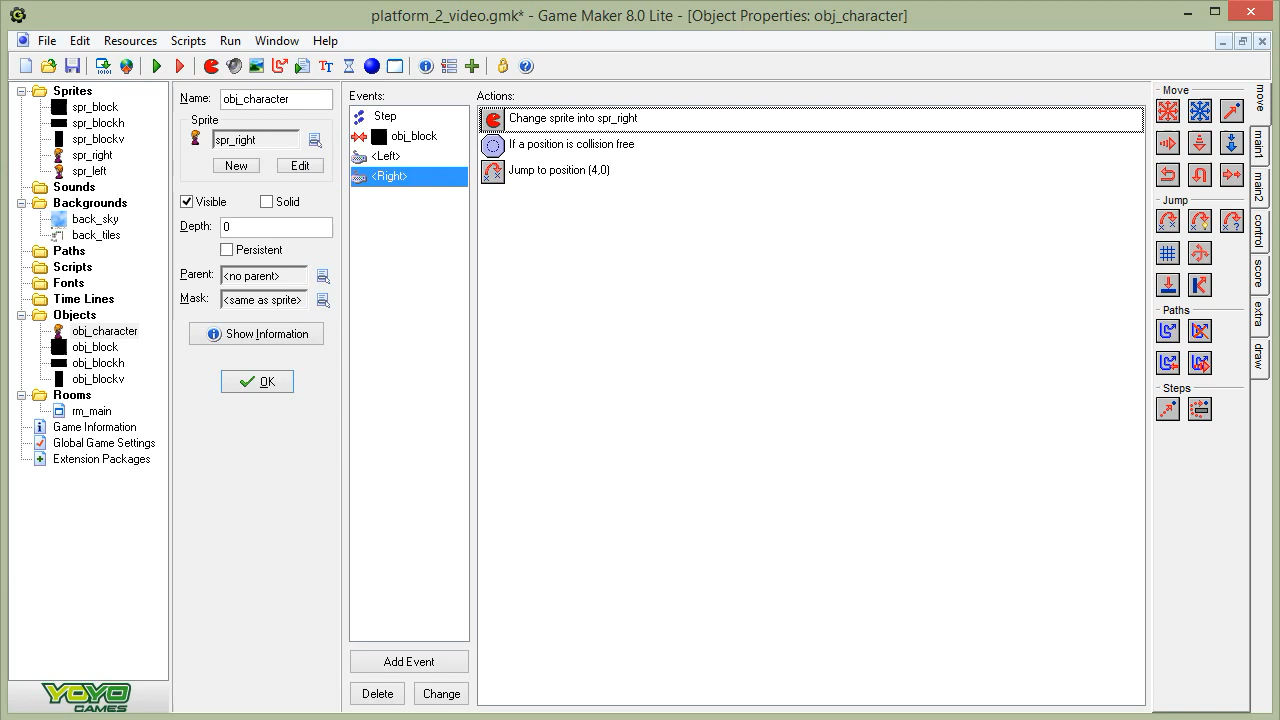 platform_2_video.gmk* - Game Maker 8.0 Lite - [Object Properties: obj_character]
File Edit Resources Scripts Run Window Help
Sprites
spr_block
spr_blockh
spr_blockv
spr_right
spr_left
Sounds
Backgrounds
back_sky
back_tiles
Paths
Scripts
Fonts
Time Lines
Objects
obj_character
obj_block
obj_blockh
obj_blockv
Rooms
rm_main
Game Information
Global Game Settings
Extension Packages
YOYO
GAMES
Name: obj_character
Sprite
spr_right
New Edit
Visible Solid
Depth: 0
Persistent
Parent: <no parent>
Mask: <same as sprite>
Show Information
OK
Events:
Step
obj_block
<Left>
<Right>
Add Event
Delete Change
Actions:
Change sprite into spr_right
If a position is collision free
Jump to position (4,0)
Move
Jump
Paths
Steps
move
main1
main2
control
score
extra
draw